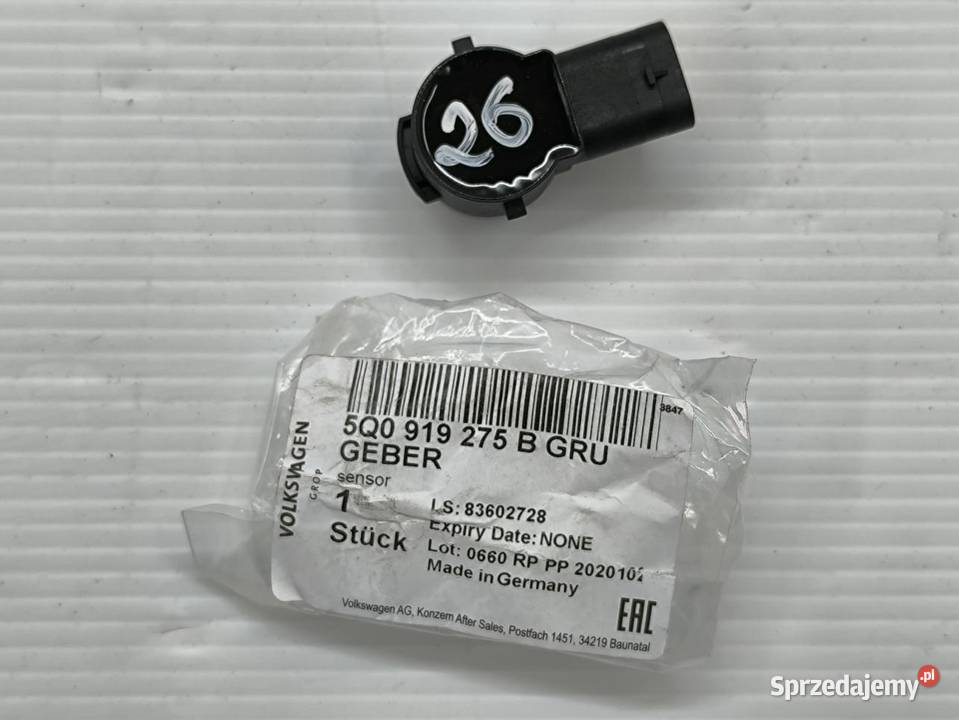 26
3847
5Q0 919 275 B GRU
GEBER
sensor
1
Stück
LS: 83602728
Expiry Date: NONE
Lot: 0660 RP PP 2020102
Made in Germany
VOLKSWAGEN
GROP
Volkswagen AG, Konzern After Sales, Postfach 1451, 34219 Baunatal
EAC
Sprzedajemy.pl